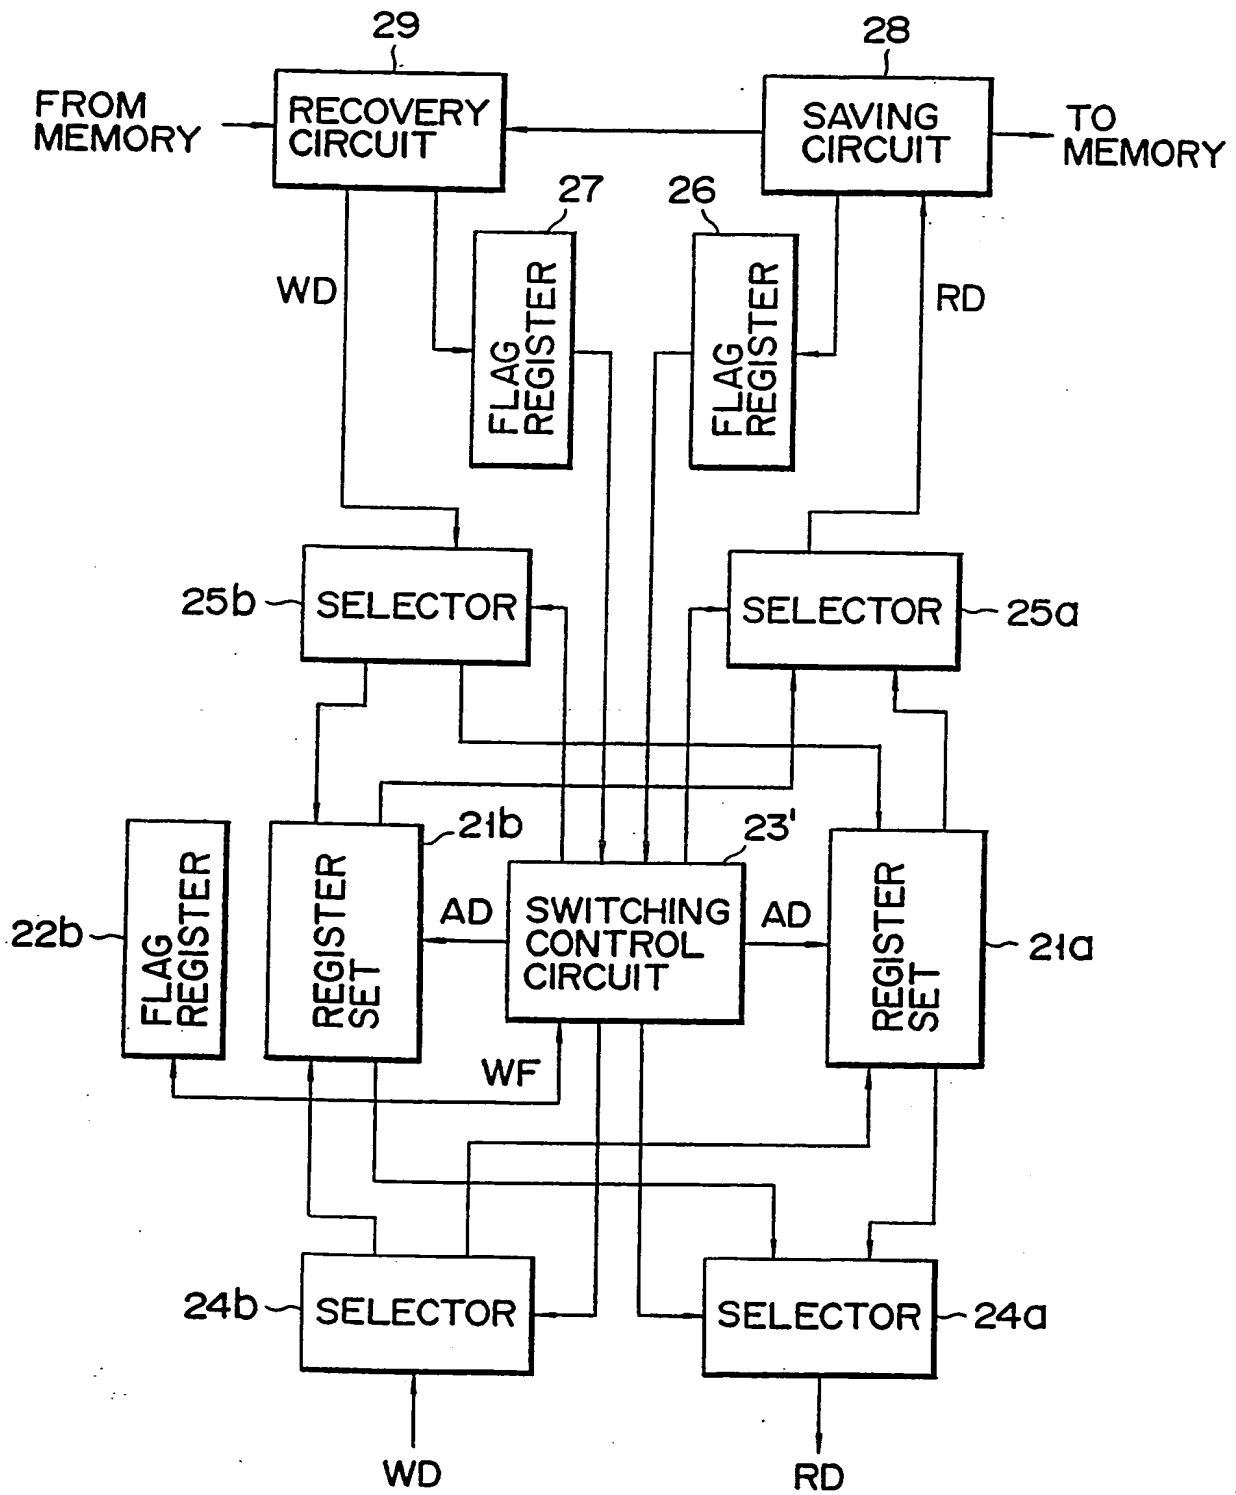 29
28
FROM
MEMORY
RECOVERY
CIRCUIT
SAVING
CIRCUIT
TO
MEMORY
27
26
WD
FLAG
REGISTER
FLAG
REGISTER
RD
25b
SELECTOR
SELECTOR
25a
21b
23'
22b
FLAG
REGISTER
REGISTER
SET
AD
SWITCHING
CONTROL
CIRCUIT
AD
REGISTER
SET
21a
WF
24b
SELECTOR
SELECTOR
24a
WD
RD